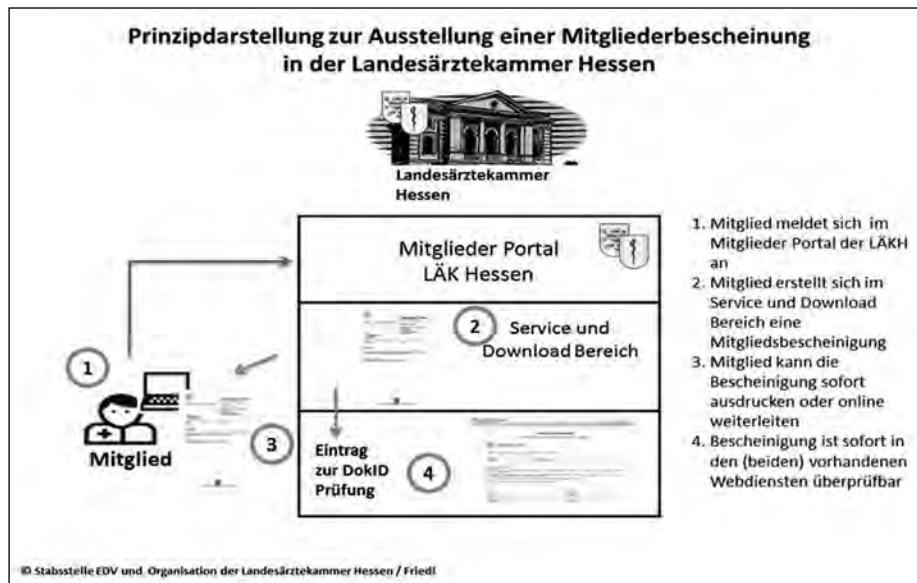 Prinzipdarstellung zur Ausstellung einer Mitgliederbescheinung
in der Landesärztekammer Hessen
Landesärztekammer
Hessen
Mitglieder Portal
LÄK Hessen
2
Service und
Download Bereich
1
Mitglied
3
Eintrag
zur DokID
Prüfung
4
1. Mitglied meldet sich im
Mitglieder Portal der LÄKH
an
2. Mitglied erstellt sich im
Service und Download
Bereich eine
Mitgliedsbescheinigung
3. Mitglied kann die
Bescheinigung sofort
ausdrucken oder online
weiterleiten
4. Bescheinigung ist sofort in
den (beiden) vorhandenen
Webdiensten überprüfbar
© Stabsstelle EDV und Organisation der Landesärztekammer Hessen / Friedl